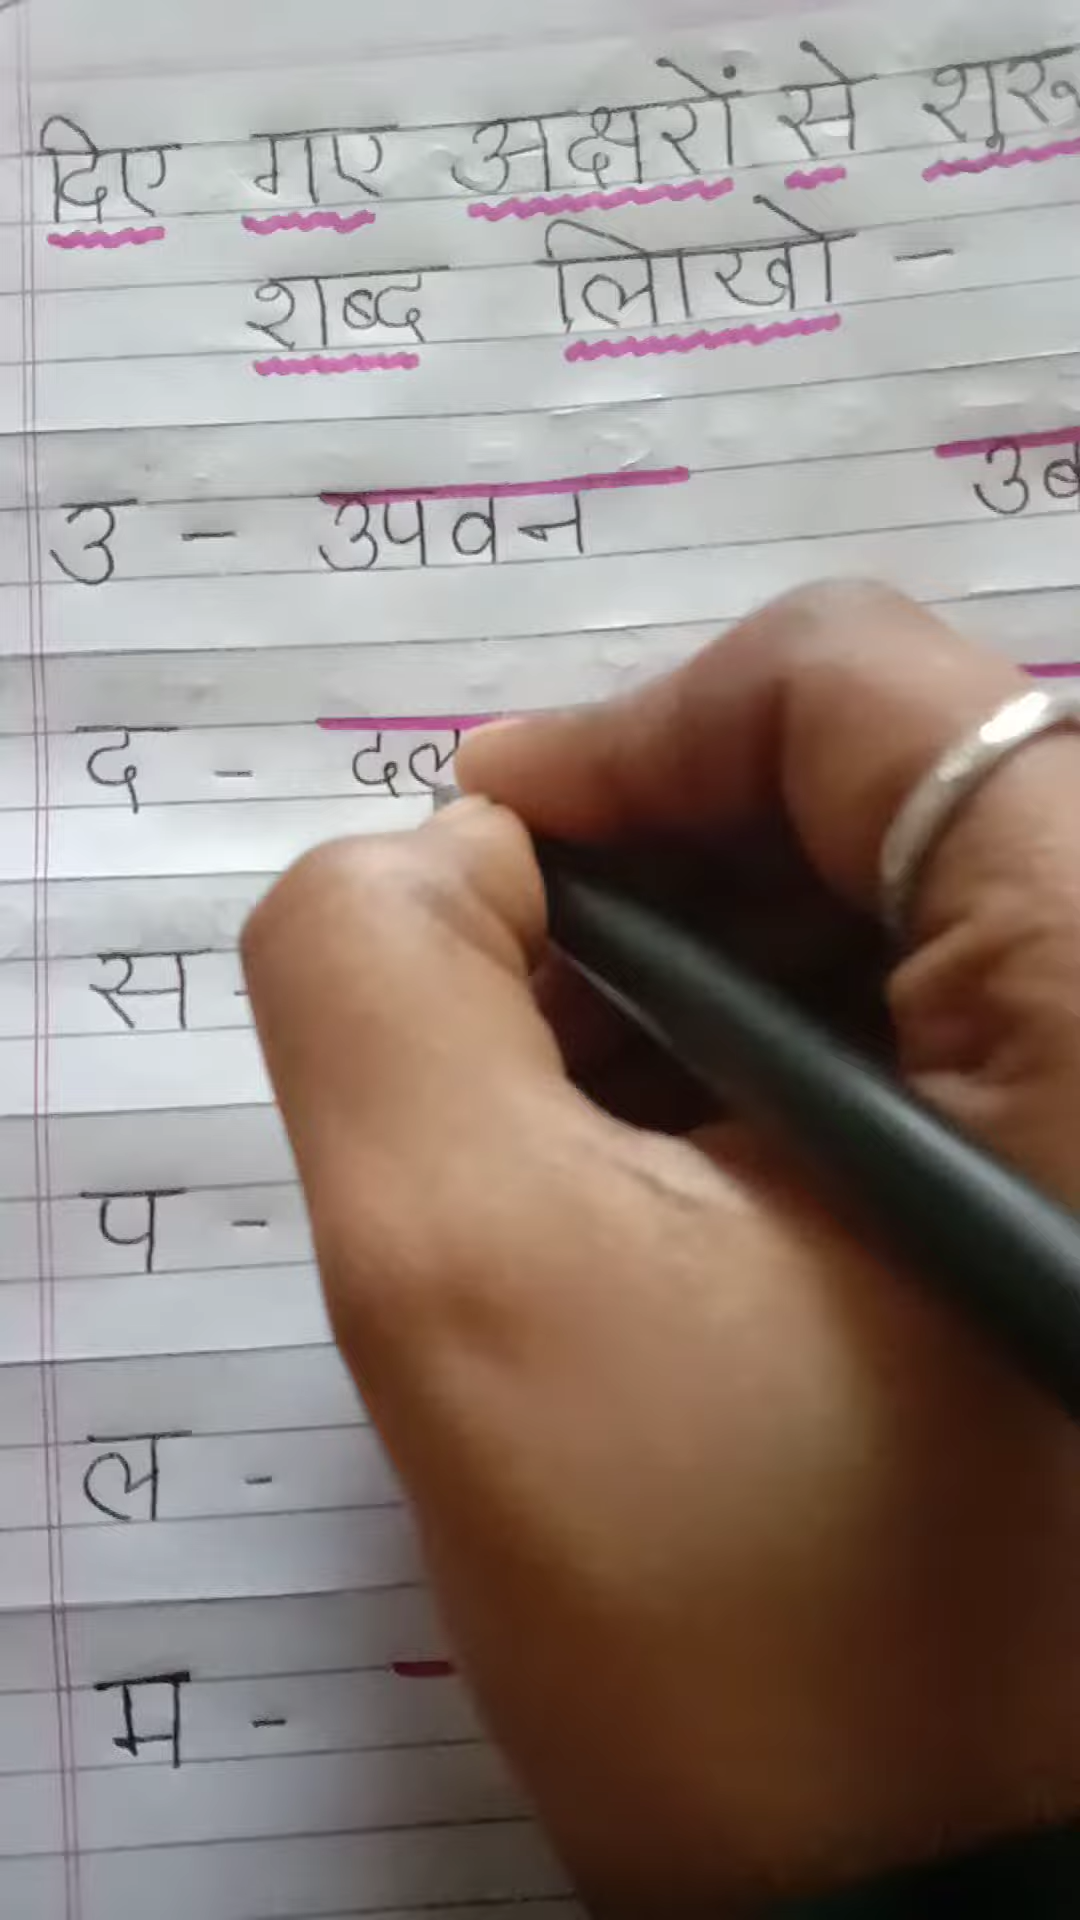 दिए गए अक्षरों से शुरू
शब्द लिखो -
उ - उपवन
द - दल
स -
प -
ल -
म -